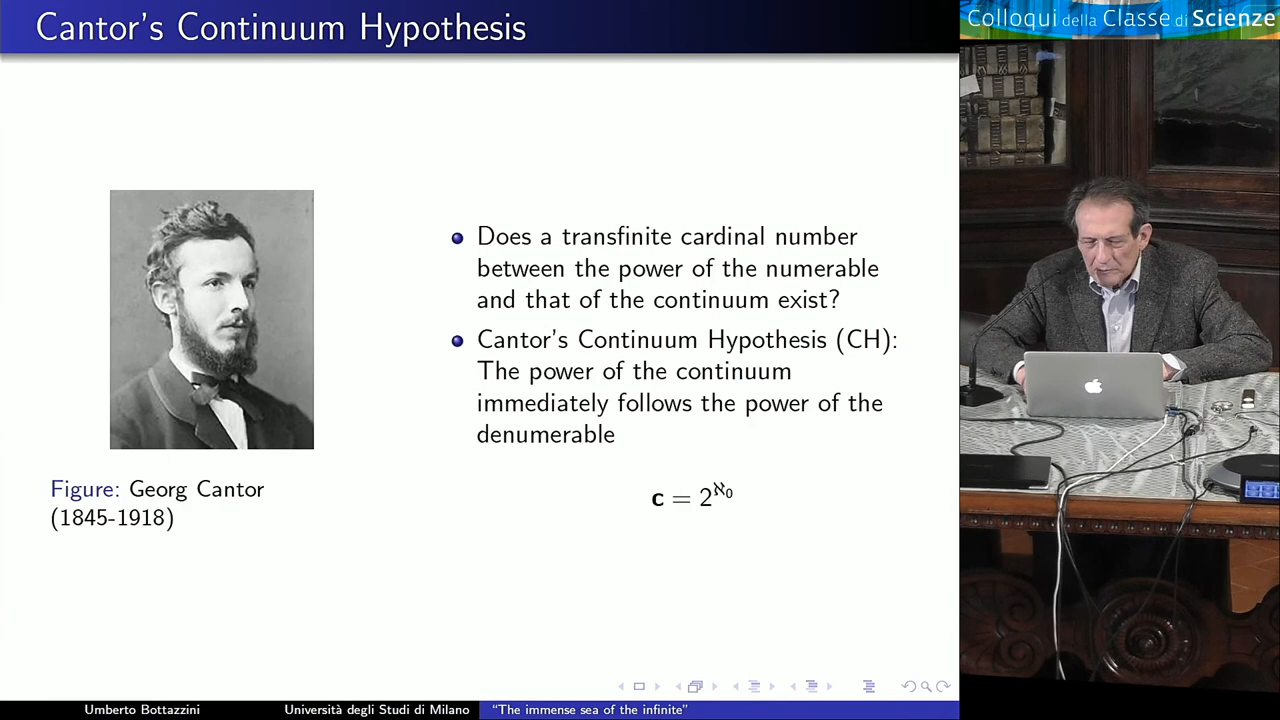 Cantor's Continuum Hypothesis
Colloqui della Classe di Scienze
Does a transfinite cardinal number
between the power of the numerable
and that of the continuum exist?
Cantor's Continuum Hypothesis (CH):
The power of the continuum
immediately follows the power of the
denumerable
c = 2^ℵ₀
Figure: Georg Cantor
(1845-1918)
Umberto Bottazzini
Università degli Studi di Milano
"The immense sea of the infinite"